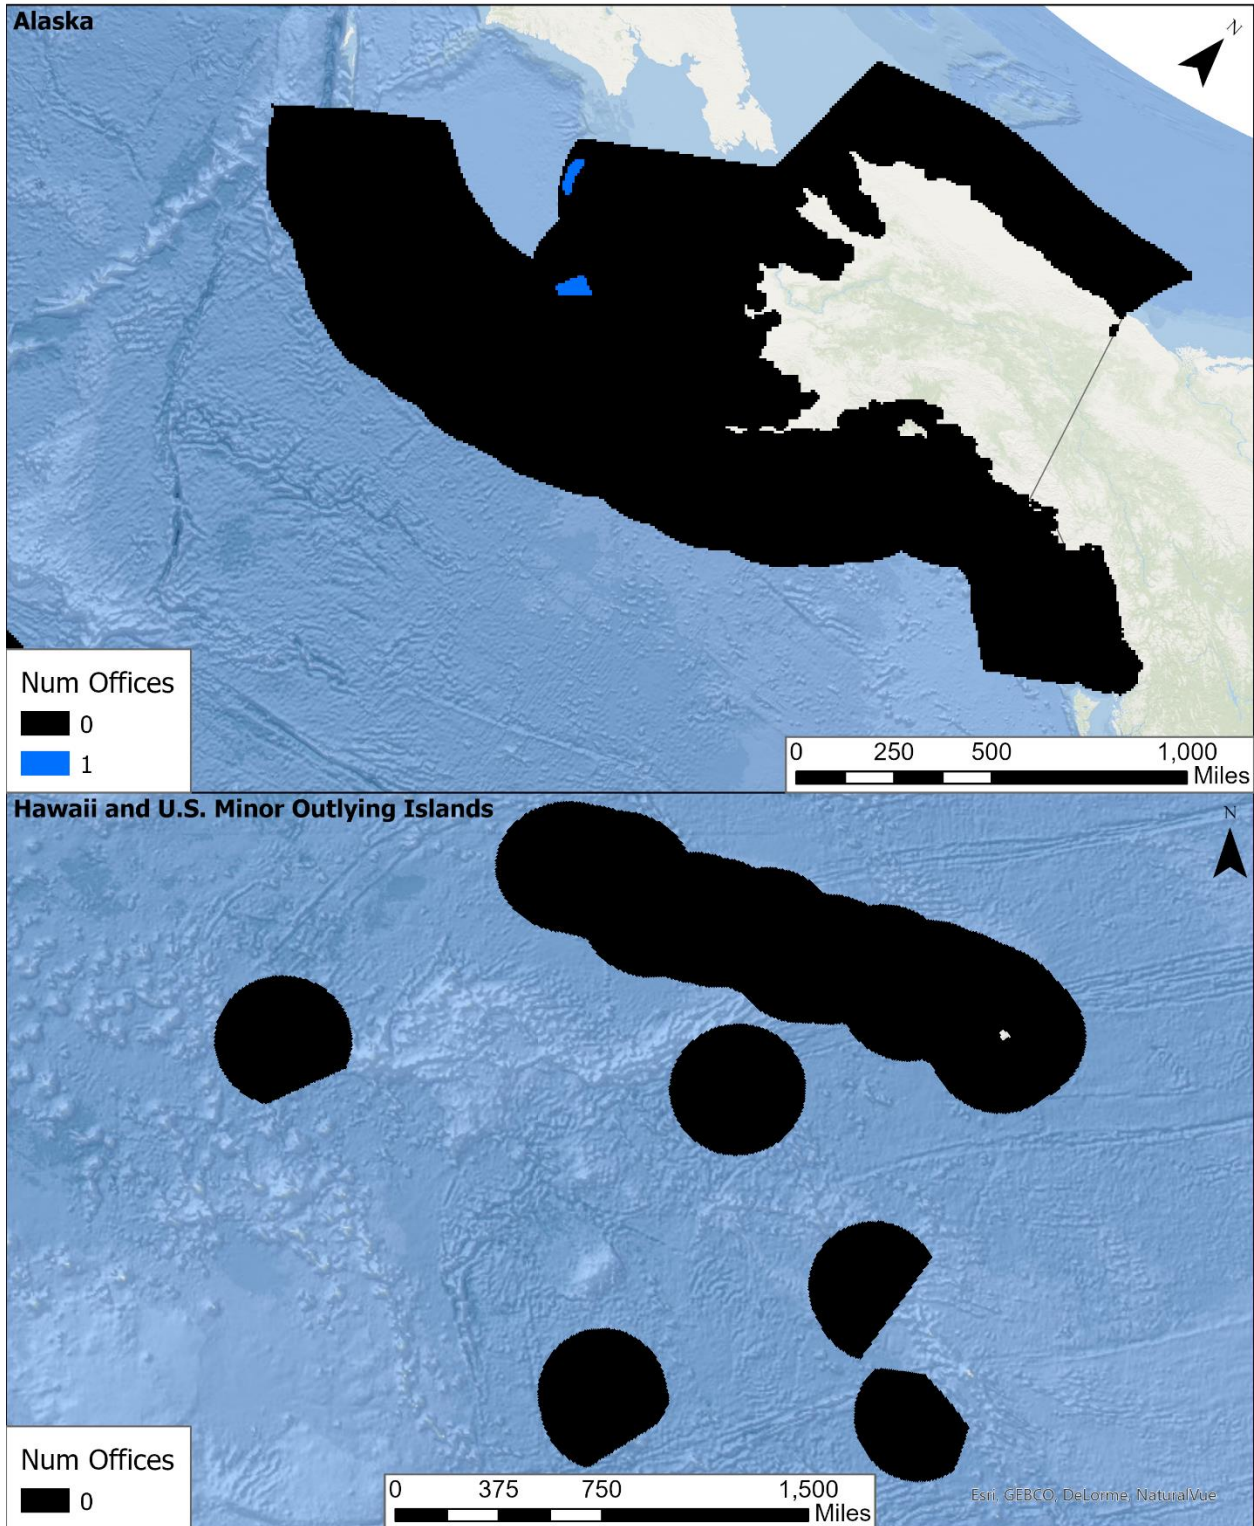 Alaska
N
Num Offices
0
1
0 250 500 1,000
Miles
Hawaii and U.S. Minor Outlying Islands
N
Num Offices
0
0 375 750 1,500
Miles
Esri, GEBCO, DeLorme, NaturalVue